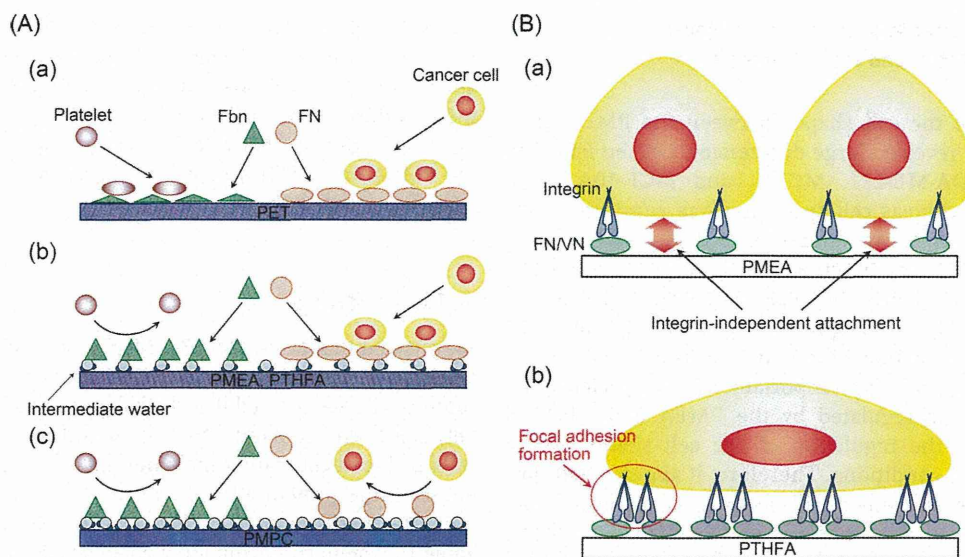 (A)
(a)
Platelet
Fbn
FN
Cancer cell
PET
(b)
PMEA, PTHFA
Intermediate water
(c)
PMPC
(B)
(a)
Integrin
FN/VN
PMEA
Integrin-independent attachment
(b)
Focal adhesion
formation
PTHFA